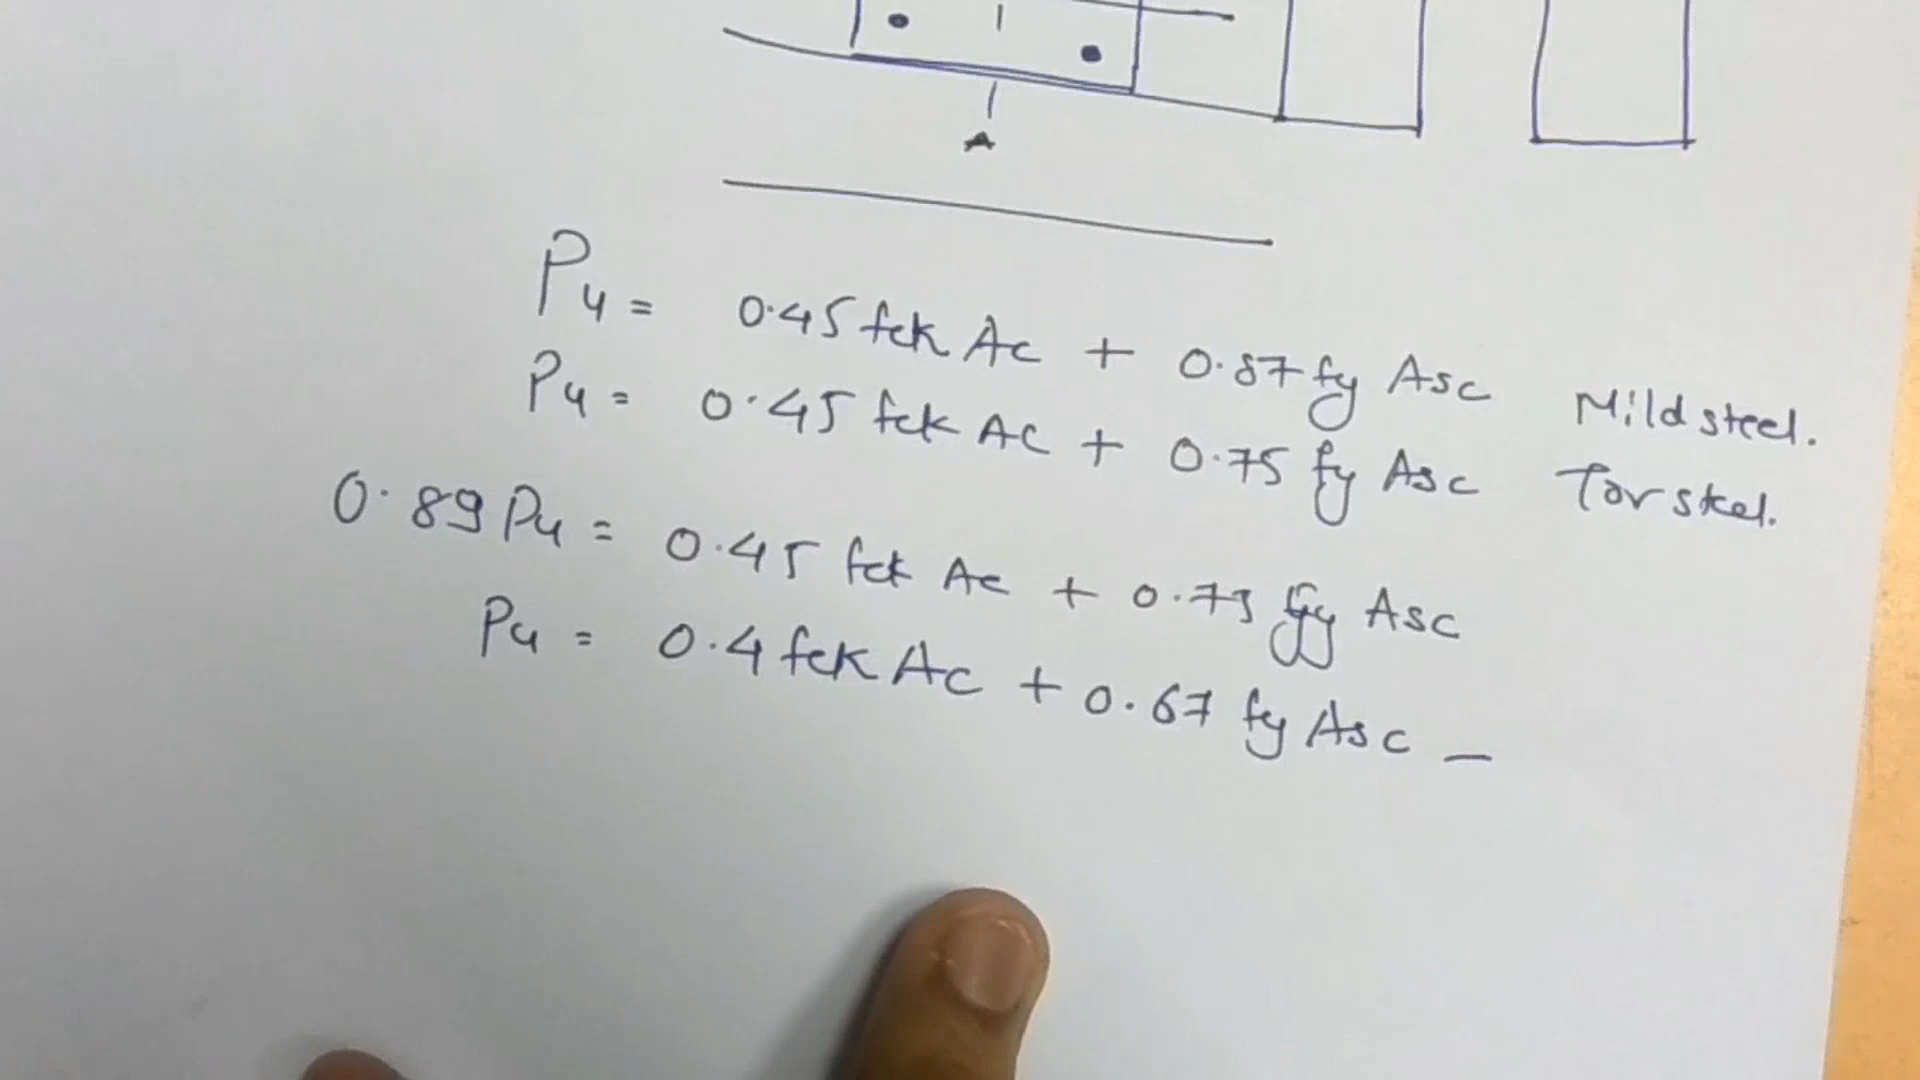 A
Pu = 0.45 fck Ac + 0.87 fy Asc Mild steel.
Pu = 0.45 fck Ac + 0.75 fy Asc Tor steel.
0.89 Pu = 0.45 fck Ac + 0.75 fy Asc
Pu = 0.4 fck Ac + 0.67 fy Asc –